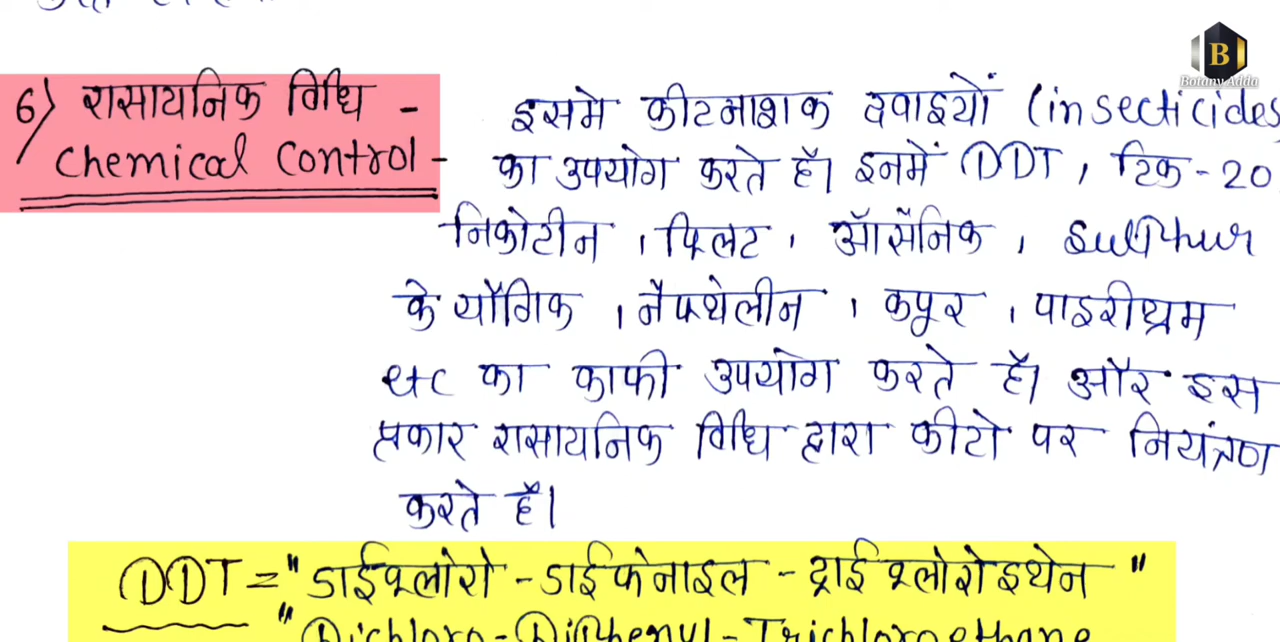 B
Botany Adda
6) रासायनिक विधि - इसमे कीटनाशक दवाइयों (insecticides
Chemical Control - का उपयोग करते हैं। इनमें DDT, टिक-20
निकोटीन, फ्लिट, ऑर्सेनिक, Sulphur
के यौगिक, नैफ्थेलीन, कपूर, पाइरीथ्रम
etc का काफी उपयोग करते हैं। और इस
प्रकार रासायनिक विधि द्वारा कीटो पर नियंत्रण
करते हैं।
DDT = "डाईक्लोरो - डाईफेनाइल - ट्राईक्लोरोइथेन"
"Dichloro-Diphenyl-Trichloroethane